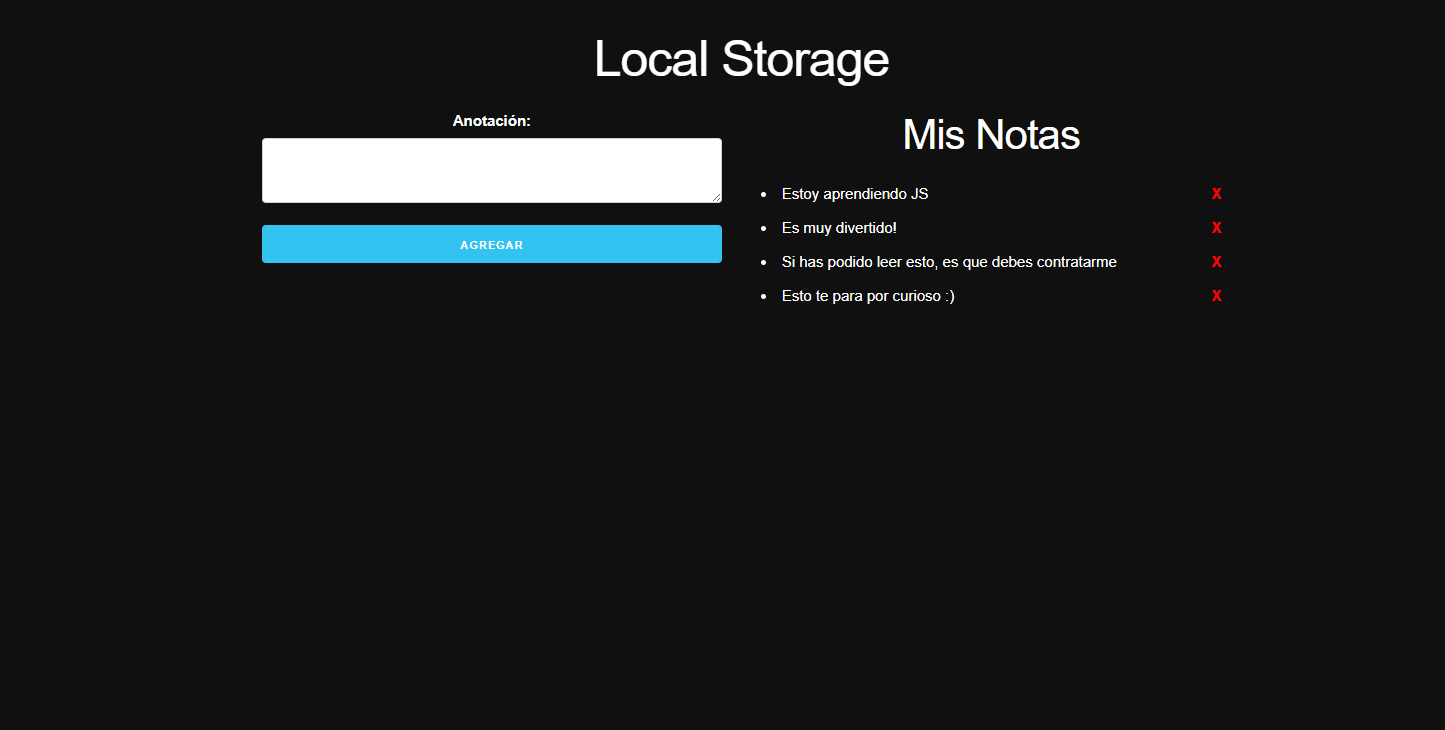 Local Storage
Anotación:
AGREGAR
Mis Notas
Estoy aprendiendo JS X
Es muy divertido! X
Si has podido leer esto, es que debes contratarme X
Esto te para por curioso :) X